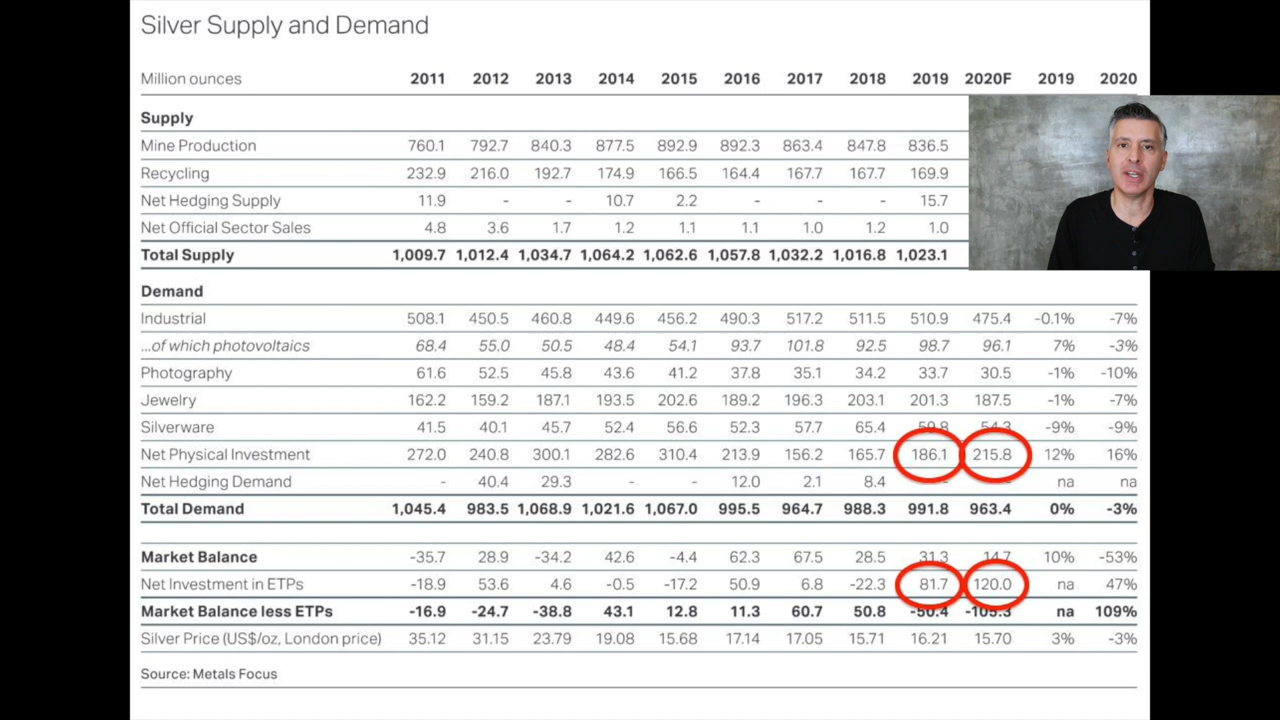 Silver Supply and Demand
Million ounces 2011 2012 2013 2014 2015 2016 2017 2018 2019 2020F 2019 2020
Supply
Mine Production 760.1 792.7 840.3 877.5 892.9 892.3 863.4 847.8 836.5
Recycling 232.9 216.0 192.7 174.9 166.5 164.4 167.7 167.7 169.9
Net Hedging Supply 11.9 - - 10.7 2.2 - - - 15.7
Net Official Sector Sales 4.8 3.6 1.7 1.2 1.1 1.1 1.0 1.2 1.0
Total Supply 1,009.7 1,012.4 1,034.7 1,064.2 1,062.6 1,057.8 1,032.2 1,016.8 1,023.1
Demand
Industrial 508.1 450.5 460.8 449.6 456.2 490.3 517.2 511.5 510.9 475.4 -0.1% -7%
...of which photovoltaics 68.4 55.0 50.5 48.4 54.1 93.7 101.8 92.5 98.7 96.1 7% -3%
Photography 61.6 52.5 45.8 43.6 41.2 37.8 35.1 34.2 33.7 30.5 -1% -10%
Jewelry 162.2 159.2 187.1 193.5 202.6 189.2 196.3 203.1 201.3 187.5 -1% -7%
Silverware 41.5 40.1 45.7 52.4 56.6 52.3 57.7 65.4 59.8 54.3 -9% -9%
Net Physical Investment 272.0 240.8 300.1 282.6 310.4 213.9 156.2 165.7 186.1 215.8 12% 16%
Net Hedging Demand - 40.4 29.3 - - 12.0 2.1 8.4 - - na na
Total Demand 1,045.4 983.5 1,068.9 1,021.6 1,067.0 995.5 964.7 988.3 991.8 963.4 0% -3%
Market Balance -35.7 28.9 -34.2 42.6 -4.4 62.3 67.5 28.5 31.3 14.7 10% -53%
Net Investment in ETPs -18.9 53.6 4.6 -0.5 -17.2 50.9 6.8 -22.3 81.7 120.0 na 47%
Market Balance less ETPs -16.9 -24.7 -38.8 43.1 12.8 11.3 60.7 50.8 -50.4 -105.3 na 109%
Silver Price (US$/oz, London price) 35.12 31.15 23.79 19.08 15.68 17.14 17.05 15.71 16.21 15.70 3% -3%
Source: Metals Focus